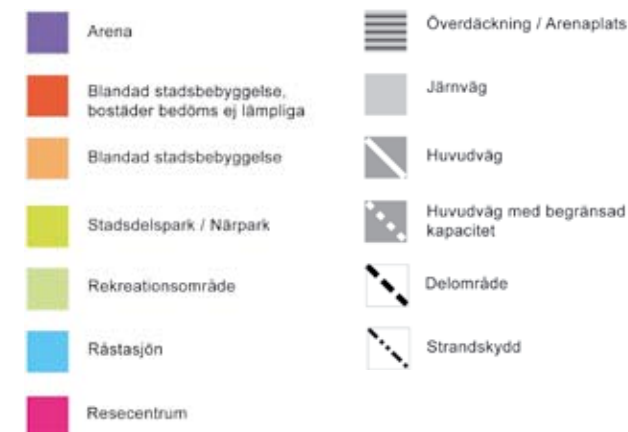 Arena
Blandad stadsbebyggelse,
bostäder bedöms ej lämpliga
Blandad stadsbebyggelse
Stadsdelspark / Närpark
Rekreationsområde
Råstasjön
Resecentrum
Överdäckning / Arenaplats
Järnväg
Huvudväg
Huvudväg med begränsad
kapacitet
Delområde
Strandskydd